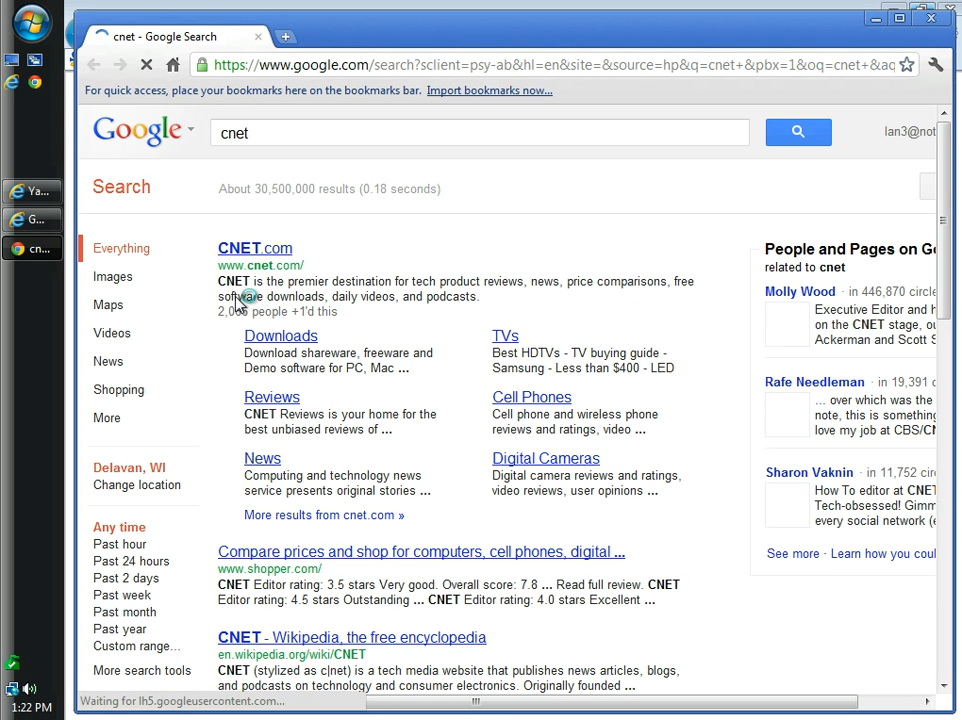 cnet - Google Search
https://www.google.com/search?sclient=psy-ab&hl=en&site=&source=hp&q=cnet+&pbx=1&oq=cnet+&aq
For quick access, place your bookmarks here on the bookmarks bar. Import bookmarks now...
Google
cnet
lan3@not
Search
About 30,500,000 results (0.18 seconds)
Everything
Images
Maps
Videos
News
Shopping
More
Delavan, WI
Change location
Any time
Past hour
Past 24 hours
Past 2 days
Past week
Past month
Past year
Custom range...
More search tools
CNET.com
www.cnet.com/
CNET is the premier destination for tech product reviews, news, price comparisons, free
software downloads, daily videos, and podcasts.
people +1'd this
Downloads
Download shareware, freeware and
Demo software for PC, Mac ...
TVs
Best HDTVs - TV buying guide -
Samsung - Less than $400 - LED
Reviews
CNET Reviews is your home for the
best unbiased reviews of ...
Cell Phones
Cell phone and wireless phone
reviews and ratings, video ...
News
Computing and technology news
service presents original stories ...
Digital Cameras
Digital camera reviews and ratings,
video reviews, user opinions ...
More results from cnet.com »
Compare prices and shop for computers, cell phones, digital ...
www.shopper.com/
CNET Editor rating: 3.5 stars Very good. Overall score: 7.8 ... Read full review. CNET
Editor rating: 4.5 stars Outstanding ... CNET Editor rating: 4.0 stars Excellent ...
CNET - Wikipedia, the free encyclopedia
en.wikipedia.org/wiki/CNET
CNET (stylized as c|net) is a tech media website that publishes news articles, blogs,
and podcasts on technology and consumer electronics. Originally founded ...
People and Pages on Go
related to cnet
Molly Wood · in 446,870 circl
Executive Editor and h
on the CNET stage, ou
Ackerman and Scott S
Rafe Needleman · in 19,391
... over which was the
note, this is somethin
love my job at CBS/CN
Sharon Vaknin · in 11,752 circ
How To editor at CNET
Tech-obsessed! Gimm
every social network (e
See more · Learn how you coul
Waiting for lh5.googleusercontent.com...
Ya...
G...
cn...
1:22 PM